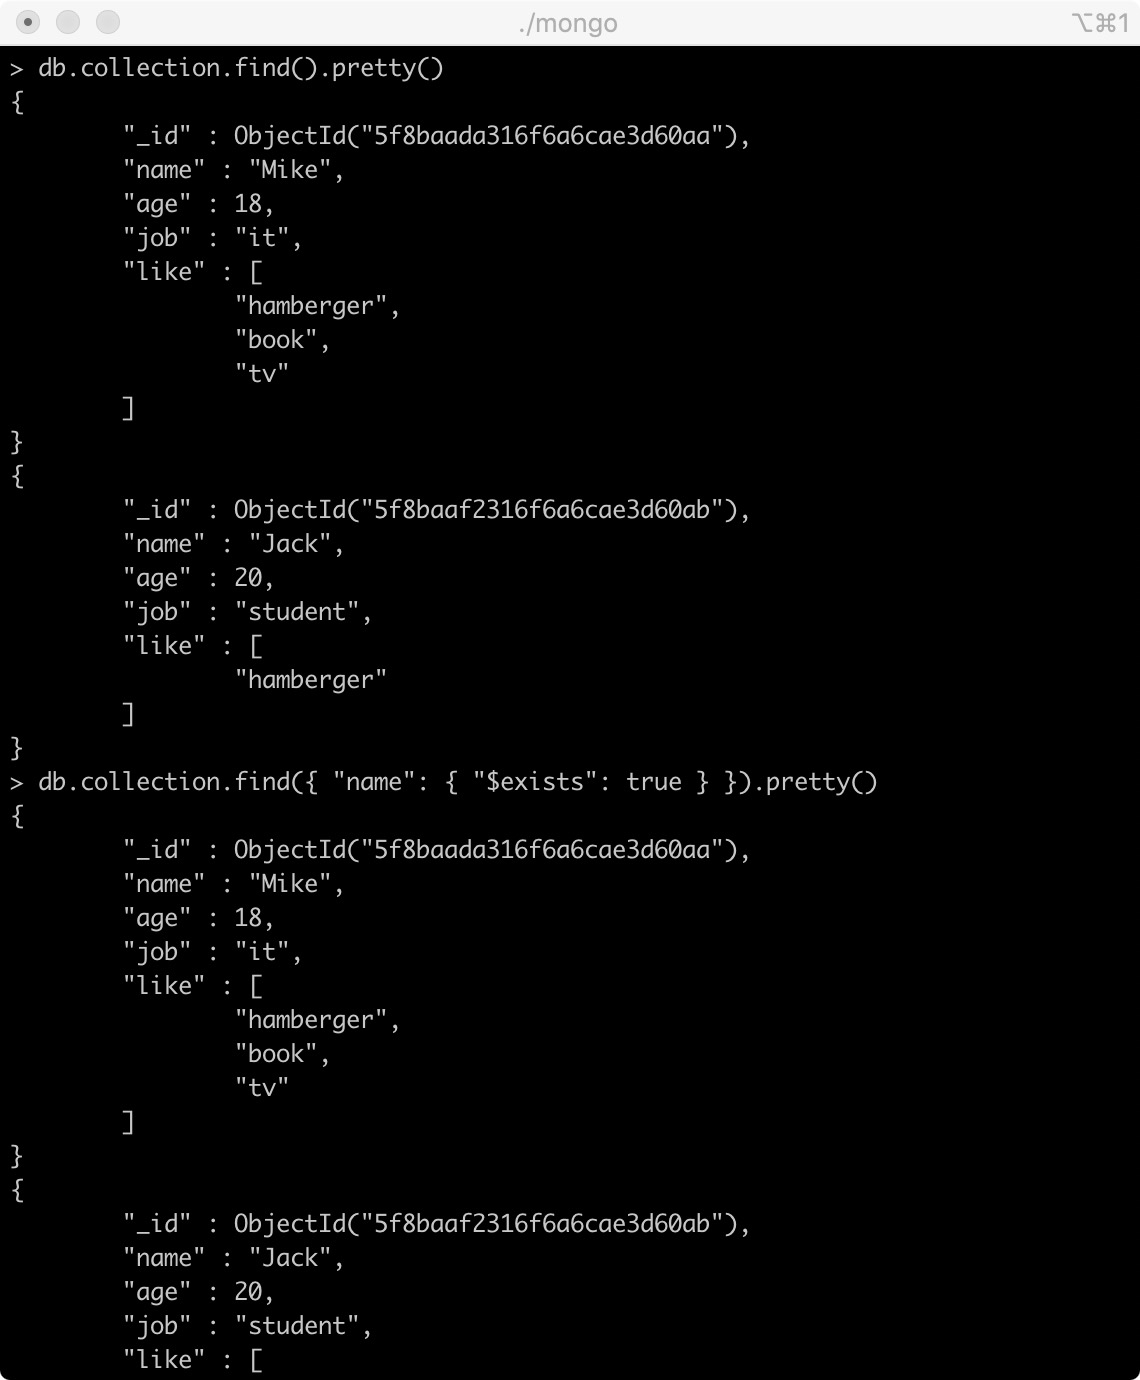 ./mongo
⌥⌘1
> db.collection.find().pretty()
{
        "_id" : ObjectId("5f8baada316f6a6cae3d60aa"),
        "name" : "Mike",
        "age" : 18,
        "job" : "it",
        "like" : [
                "hamberger",
                "book",
                "tv"
        ]
}
{
        "_id" : ObjectId("5f8baaf2316f6a6cae3d60ab"),
        "name" : "Jack",
        "age" : 20,
        "job" : "student",
        "like" : [
                "hamberger"
        ]
}
> db.collection.find({ "name": { "$exists": true } }).pretty()
{
        "_id" : ObjectId("5f8baada316f6a6cae3d60aa"),
        "name" : "Mike",
        "age" : 18,
        "job" : "it",
        "like" : [
                "hamberger",
                "book",
                "tv"
        ]
}
{
        "_id" : ObjectId("5f8baaf2316f6a6cae3d60ab"),
        "name" : "Jack",
        "age" : 20,
        "job" : "student",
        "like" : [